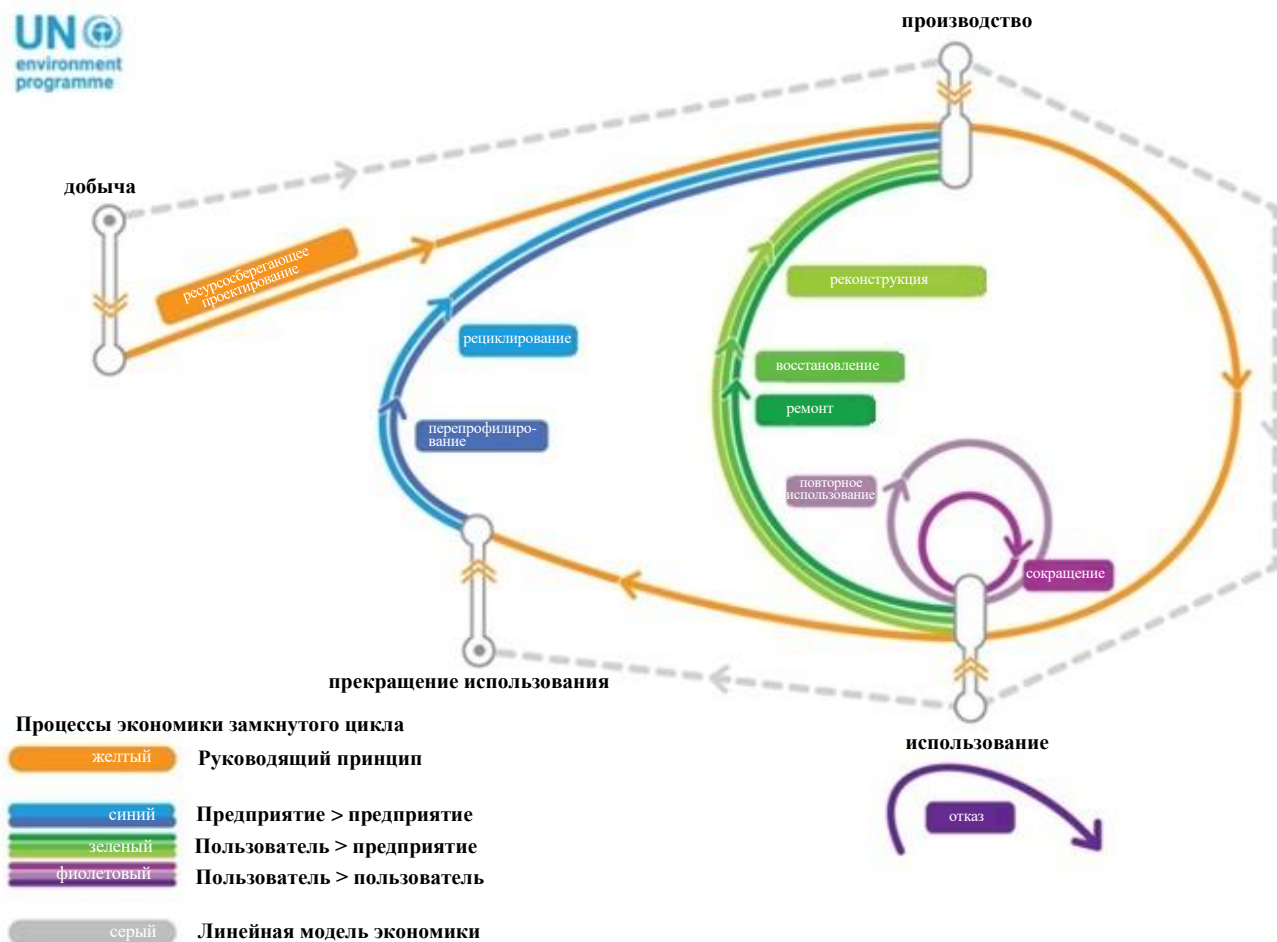 UN
environment
programme
производство
добыча
ресурсосберегающее
проектирование
реконструкция
рециклирование
восстановление
ремонт
перепрофилиро-
вание
повторное
использование
сокращение
прекращение использования
использование
отказ
Процессы экономики замкнутого цикла
желтый Руководящий принцип
синий Предприятие > предприятие
зеленый Пользователь > предприятие
фиолетовый Пользователь > пользователь
серый Линейная модель экономики